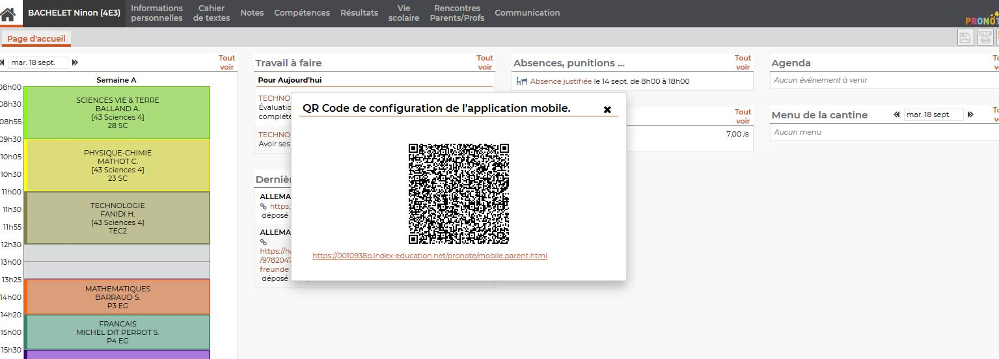 BACHELET Ninon (4E3)
Informations
personnelles
Cahier
de textes
Notes
Compétences
Résultats
Vie
scolaire
Rencontres
Parents/Profs
Communication
Page d'accueil
mar. 18 sept.
Tout
voir
Semaine A
08h00
08h30
08h55
09h30
10h05
10h30
11h00
11h30
11h55
12h30
13h00
13h25
14h00
14h20
15h00
15h30
SCIENCES VIE & TERRE
BALLAND A.
[43 Sciences 4]
28 SC
PHYSIQUE-CHIMIE
MATHOT C.
[43 Sciences 4]
23 SC
TECHNOLOGIE
FANIDI H.
[43 Sciences 4]
TEC2
MATHEMATIQUES
BARRAUD S.
P3 EG
FRANCAIS
MICHEL DIT PERROT S.
P4 EG
Travail à faire
Tout
voir
Pour Aujourd'hui
TECHNO
Évaluatio
complété
TECHNO
Avoir ses
Dernièr
ALLEMA
https:
déposé
ALLEMA
https://ha
/9782047
freunde
déposé
QR Code de configuration de l'application mobile.
https://0010938p.index-education.net/pronote/mobile.parent.html
Absences, punitions ...
Tout
voir
Absence justifiée le 14 sept. de 8h00 à 18h00
Tout
voir
7,00 /8
Agenda
Aucun événement à venir
Menu de la cantine
mar. 18 sept.
Aucun menu